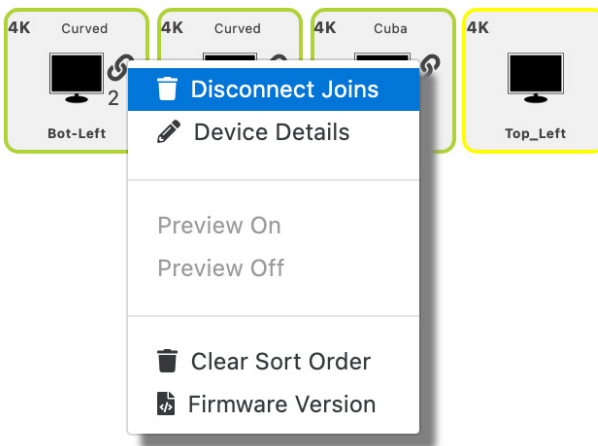 4K Curved
4K Curved
4K Cuba
4K
2
Bot-Left
Top_Left
Disconnect Joins
Device Details
Preview On
Preview Off
Clear Sort Order
Firmware Version